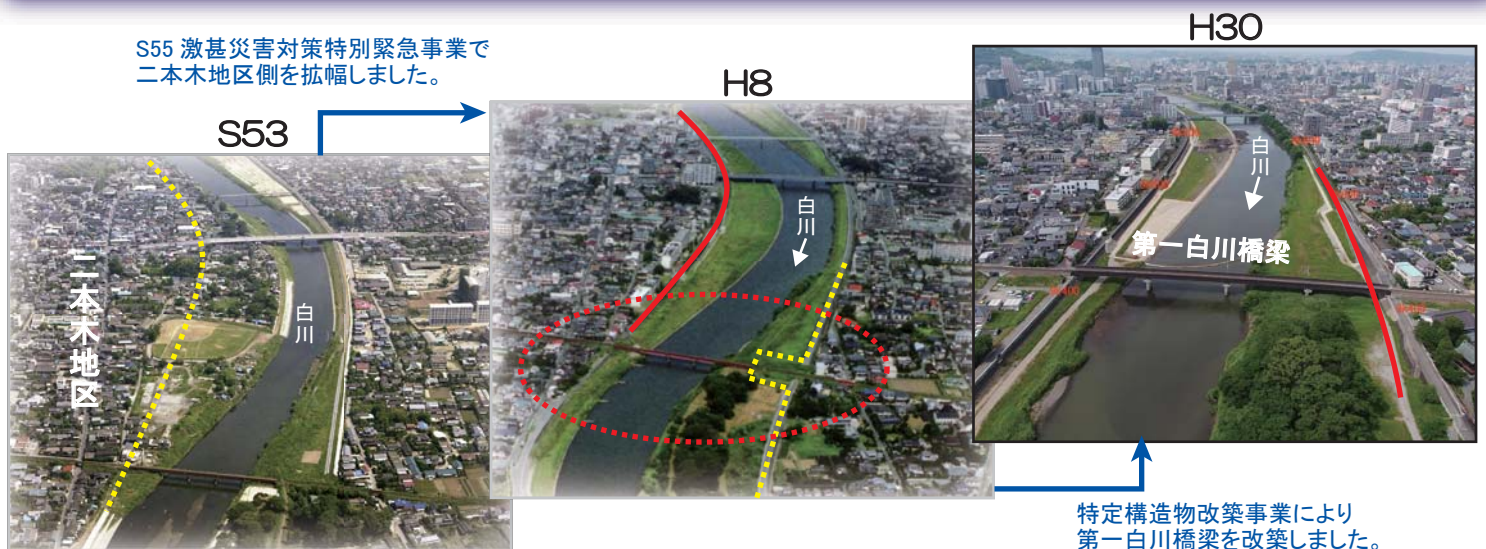 S55 激甚災害対策特別緊急事業で
二本木地区側を拡幅しました。
S53
二本木地区
白川
H8
白川
H30
白川
第一白川橋梁
特定構造物改築事業により
第一白川橋梁を改築しました。